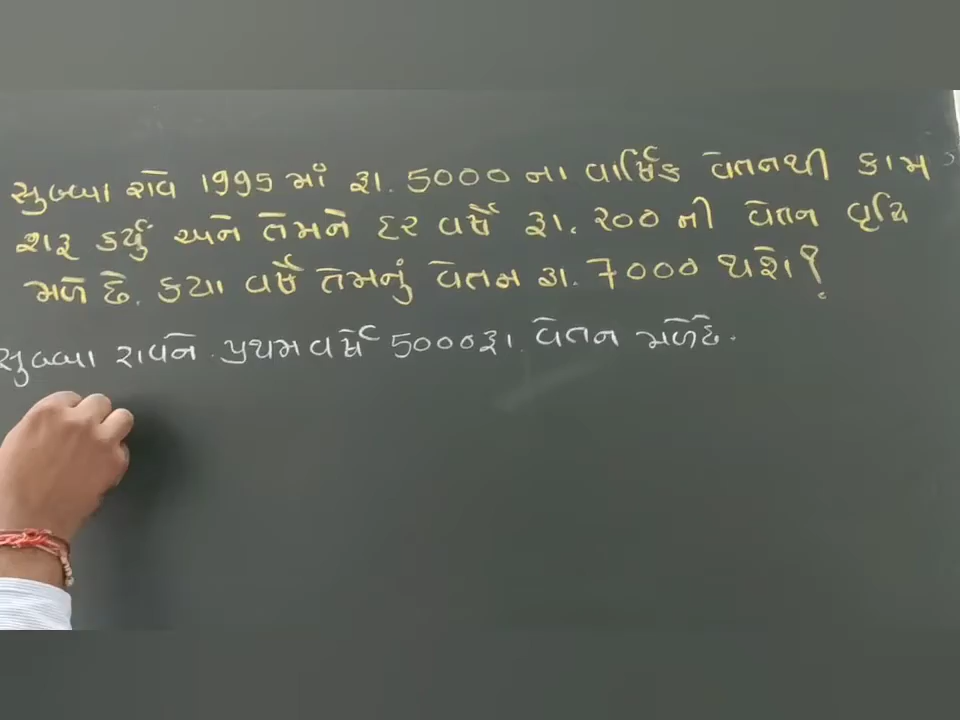 સુબ્બા રાવે 1995 માં રૂા. 5000 ના વાર્ષિક વેતનથી કામ
શરૂ કર્યું અને તેમને દર વર્ષે રૂા. ૨૦૦ ની વેતન વૃદ્ધિ
મળે છે. કયા વર્ષે તેમનું વેતન રૂા. 7000 થશે?
સુબ્બા રાવને પ્રથમ વર્ષે 5000 રૂા. વેતન મળે છે.